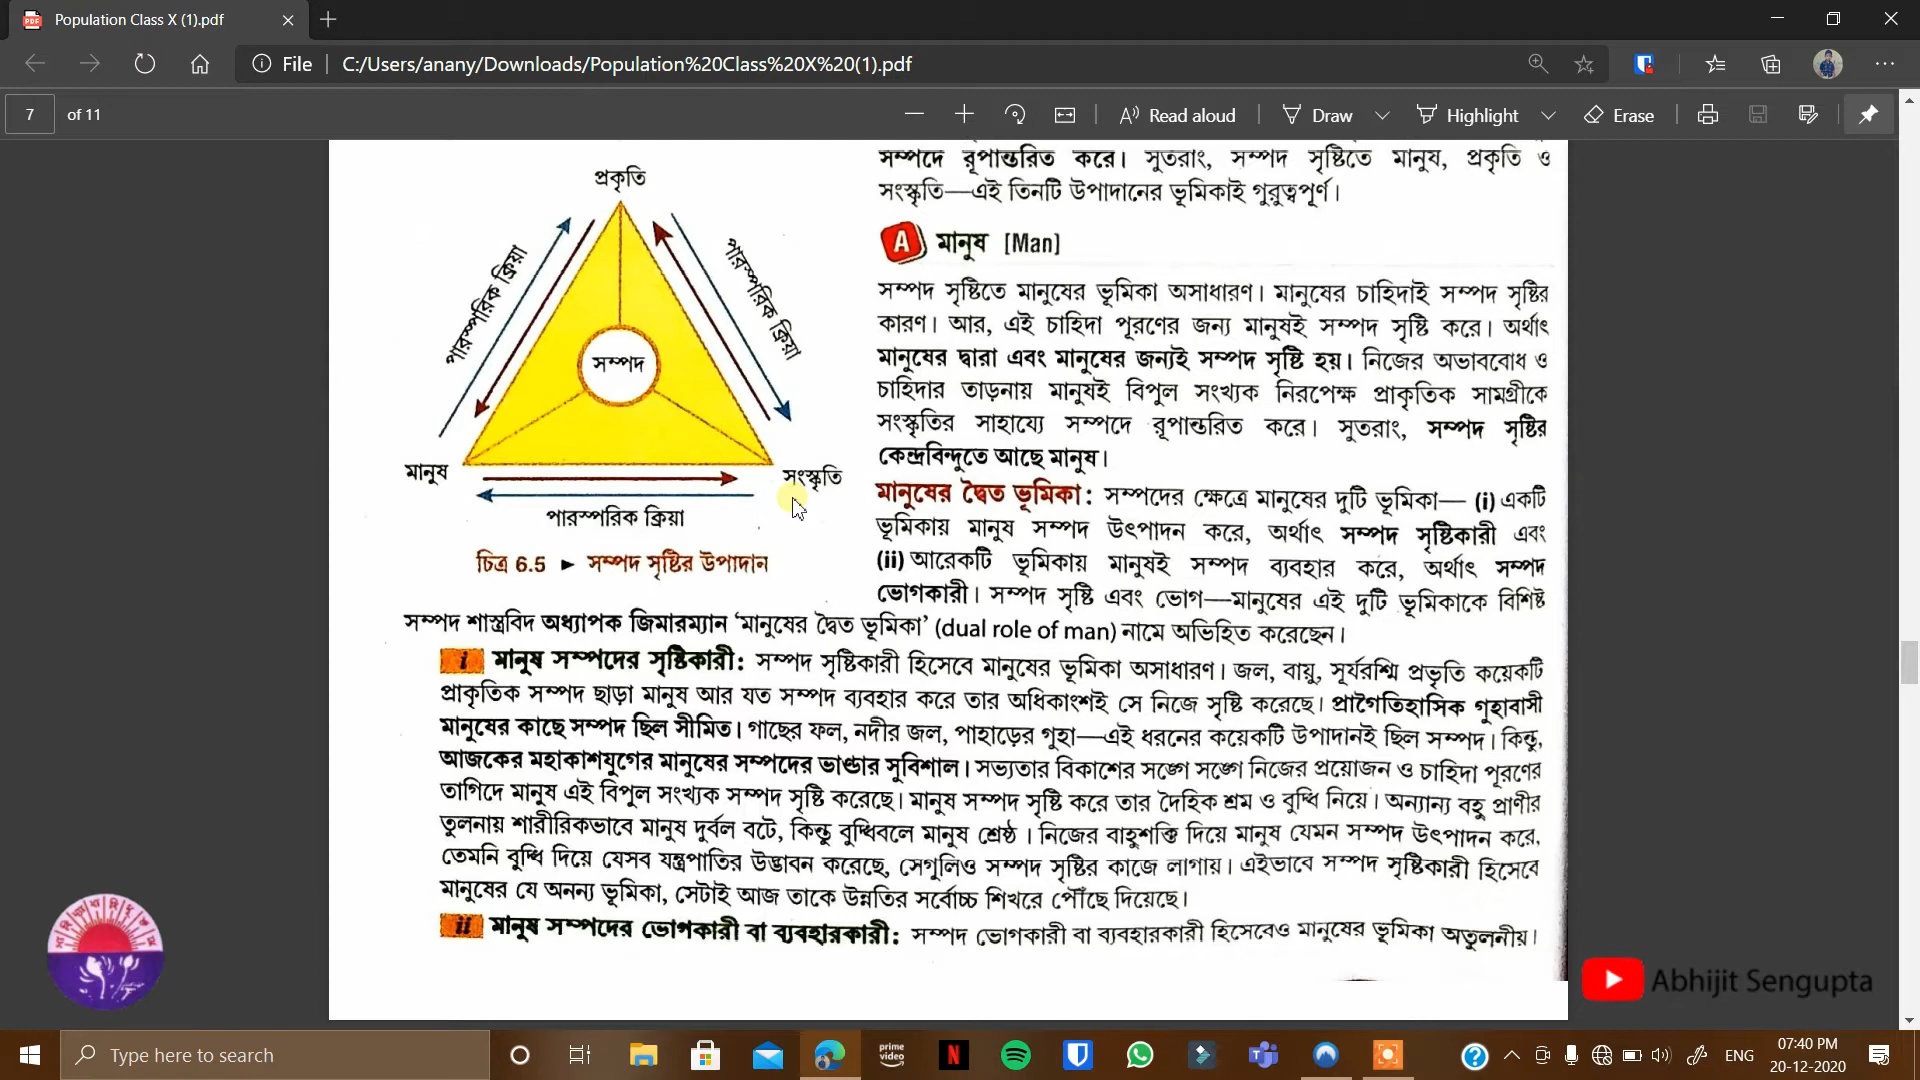 Population Class X (1).pdf
File
C:/Users/anany/Downloads/Population%20Class%20X%20(1).pdf
7 of 11
Read aloud
Draw
Highlight
Erase
প্রকৃতি
পারস্পরিক ক্রিয়া
পারস্পরিক ক্রিয়া
সম্পদ
মানুষ
সংস্কৃতি
পারস্পরিক ক্রিয়া
চিত্র 6.5 ► সম্পদ সৃষ্টির উপাদান
সম্পদে রূপান্তরিত করে। সুতরাং, সম্পদ সৃষ্টিতে মানুষ, প্রকৃতি ও
সংস্কৃতি—এই তিনটি উপাদানের ভূমিকাই গুরুত্বপূর্ণ।
A মানুষ [Man]
সম্পদ সৃষ্টিতে মানুষের ভূমিকা অসাধারণ। মানুষের চাহিদাই সম্পদ সৃষ্টির
কারণ। আর, এই চাহিদা পূরণের জন্য মানুষই সম্পদ সৃষ্টি করে। অর্থাৎ
মানুষের দ্বারা এবং মানুষের জন্যই সম্পদ সৃষ্টি হয়। নিজের অভাববোধ ও
চাহিদার তাড়নায় মানুষই বিপুল সংখ্যক নিরপেক্ষ প্রাকৃতিক সামগ্রীকে
সংস্কৃতির সাহায্যে সম্পদে রূপান্তরিত করে। সুতরাং, সম্পদ সৃষ্টির
কেন্দ্রবিন্দুতে আছে মানুষ।
মানুষের দ্বৈত ভূমিকা: সম্পদের ক্ষেত্রে মানুষের দুটি ভূমিকা— (i) একটি
ভূমিকায় মানুষ সম্পদ উৎপাদন করে, অর্থাৎ সম্পদ সৃষ্টিকারী এবং
(ii) আরেকটি ভূমিকায় মানুষই সম্পদ ব্যবহার করে, অর্থাৎ সম্পদ
ভোগকারী। সম্পদ সৃষ্টি এবং ভোগ—মানুষের এই দুটি ভূমিকাকে বিশিষ্ট
সম্পদ শাস্ত্রবিদ অধ্যাপক জিমারম্যান ‘মানুষের দ্বৈত ভূমিকা’ (dual role of man) নামে অভিহিত করেছেন।
i মানুষ সম্পদের সৃষ্টিকারী: সম্পদ সৃষ্টিকারী হিসেবে মানুষের ভূমিকা অসাধারণ। জল, বায়ু, সূর্যরশ্মি প্রভৃতি কয়েকটি
প্রাকৃতিক সম্পদ ছাড়া মানুষ আর যত সম্পদ ব্যবহার করে তার অধিকাংশই সে নিজে সৃষ্টি করেছে। প্রাগৈতিহাসিক গুহাবাসী
মানুষের কাছে সম্পদ ছিল সীমিত। গাছের ফল, নদীর জল, পাহাড়ের গুহা—এই ধরনের কয়েকটি উপাদানই ছিল সম্পদ। কিন্তু,
আজকের মহাকাশযুগের মানুষের সম্পদের ভাণ্ডার সুবিশাল। সভ্যতার বিকাশের সঙ্গে সঙ্গে নিজের প্রয়োজন ও চাহিদা পূরণের
তাগিদে মানুষ এই বিপুল সংখ্যক সম্পদ সৃষ্টি করেছে। মানুষ সম্পদ সৃষ্টি করে তার দৈহিক শ্রম ও বুদ্ধি নিয়ে। অন্যান্য বহু প্রাণীর
তুলনায় শারীরিকভাবে মানুষ দুর্বল বটে, কিন্তু বুদ্ধিবলে মানুষ শ্রেষ্ঠ। নিজের বাহুশক্তি দিয়ে মানুষ যেমন সম্পদ উৎপাদন করে,
তেমনি বুদ্ধি দিয়ে যেসব যন্ত্রপাতির উদ্ভাবন করেছে, সেগুলিও সম্পদ সৃষ্টির কাজে লাগায়। এইভাবে সম্পদ সৃষ্টিকারী হিসেবে
মানুষের যে অনন্য ভূমিকা, সেটাই আজ তাকে উন্নতির সর্বোচ্চ শিখরে পৌঁছে দিয়েছে।
ii মানুষ সম্পদের ভোগকারী বা ব্যবহারকারী: সম্পদ ভোগকারী বা ব্যবহারকারী হিসেবেও মানুষের ভূমিকা অতুলনীয়।
Abhijit Sengupta
Type here to search
prime video
N
ENG
07:40 PM
20-12-2020